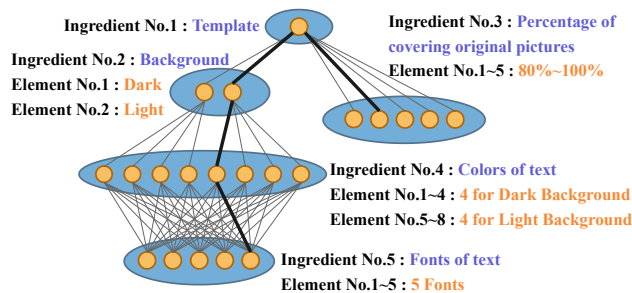 Ingredient No.1 : Template
Ingredient No.2 : Background
Element No.1 : Dark
Element No.2 : Light
Ingredient No.3 : Percentage of
covering original pictures
Element No.1~5 : 80%~100%
Ingredient No.4 : Colors of text
Element No.1~4 : 4 for Dark Background
Element No.5~8 : 4 for Light Background
Ingredient No.5 : Fonts of text
Element No.1~5 : 5 Fonts